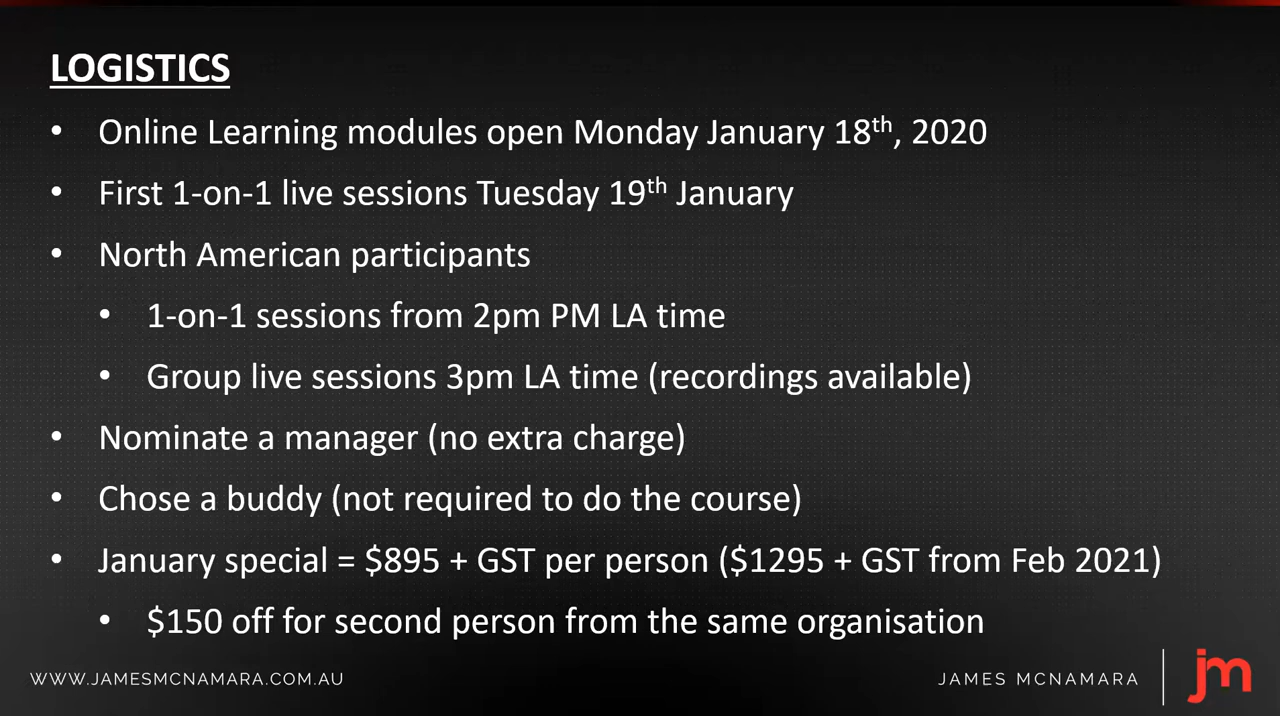 LOGISTICS
• Online Learning modules open Monday January 18th, 2020
• First 1-on-1 live sessions Tuesday 19th January
• North American participants
• 1-on-1 sessions from 2pm PM LA time
• Group live sessions 3pm LA time (recordings available)
• Nominate a manager (no extra charge)
• Chose a buddy (not required to do the course)
• January special = $895 + GST per person ($1295 + GST from Feb 2021)
• $150 off for second person from the same organisation
WWW.JAMESMCNAMARA.COM.AU
JAMES MCNAMARA
jm